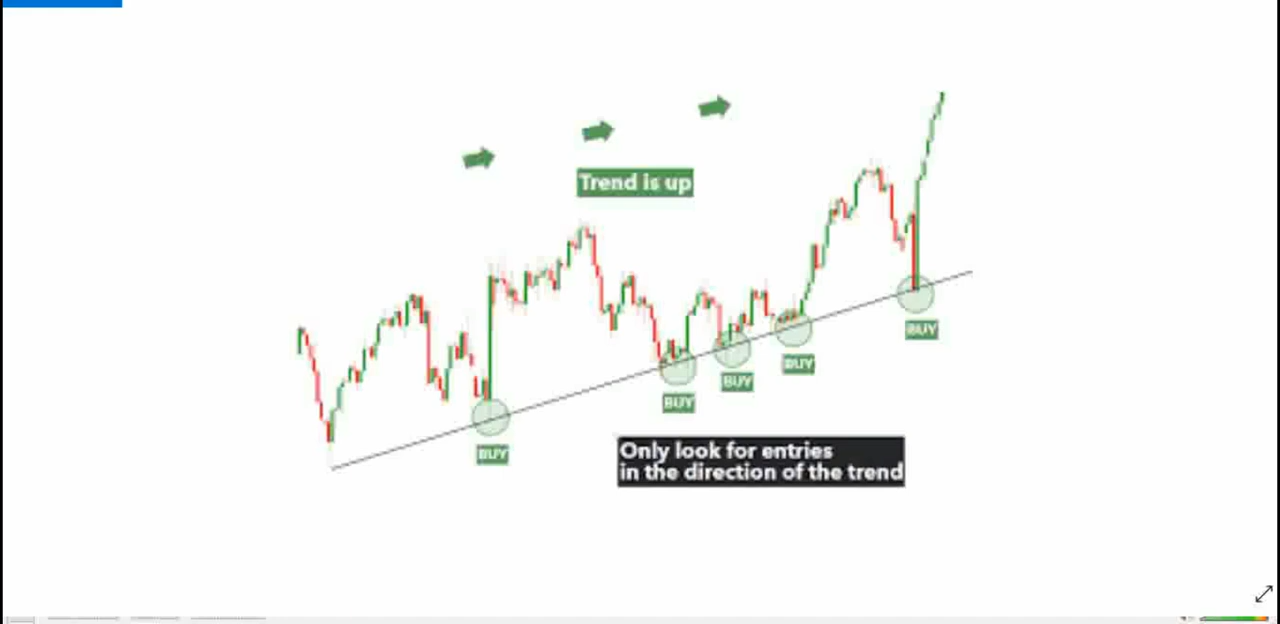 Trend is up
BUY
BUY
BUY
BUY
BUY
Only look for entries
in the direction of the trend